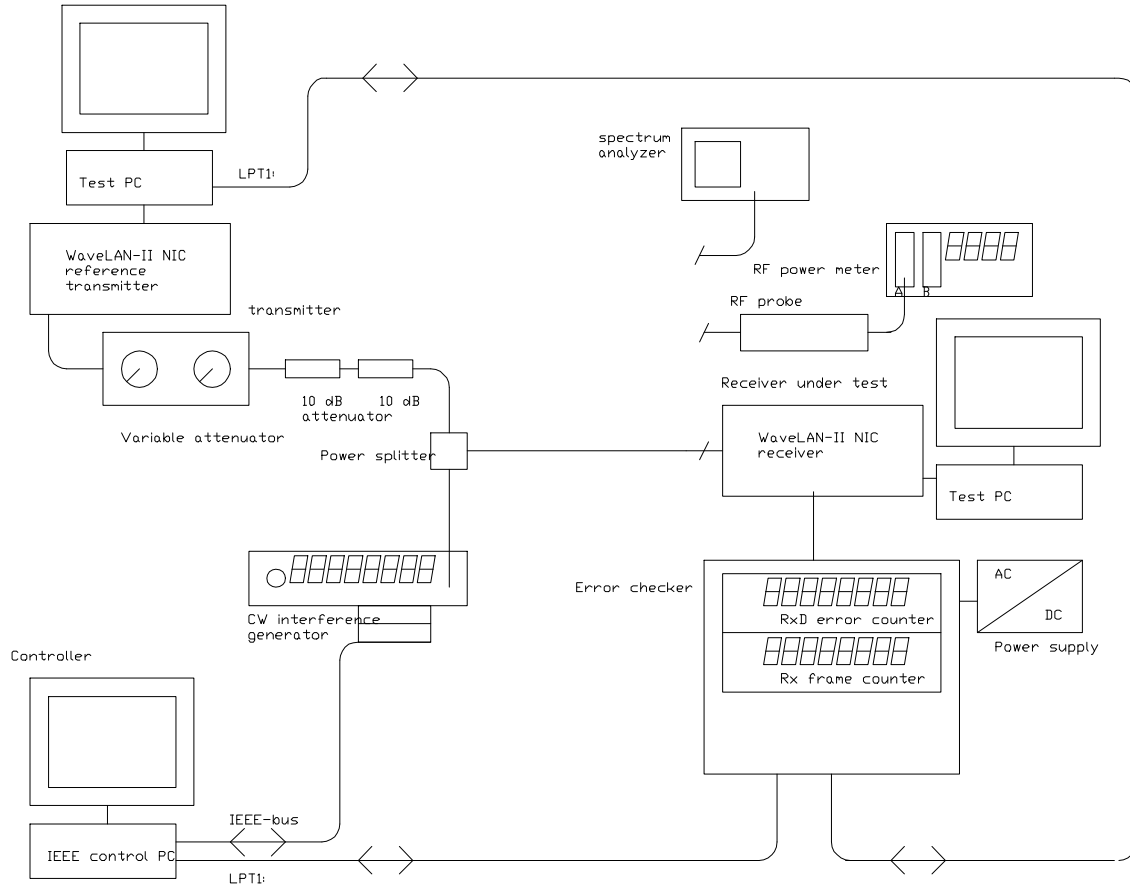 spectrum
analyzer
LPT1:
Test PC
WaveLAN-II NIC
reference
transmitter
RF power meter
A B
transmitter
RF probe
Receiver under test
10 dB 10 dB
attenuator
Variable attenuator
WaveLAN-II NIC
receiver
Power splitter
Test PC
Error checker
AC
DC
CW interference
generator
RxD error counter
Power supply
Controller
Rx frame counter
IEEE-bus
IEEE control PC
LPT1: